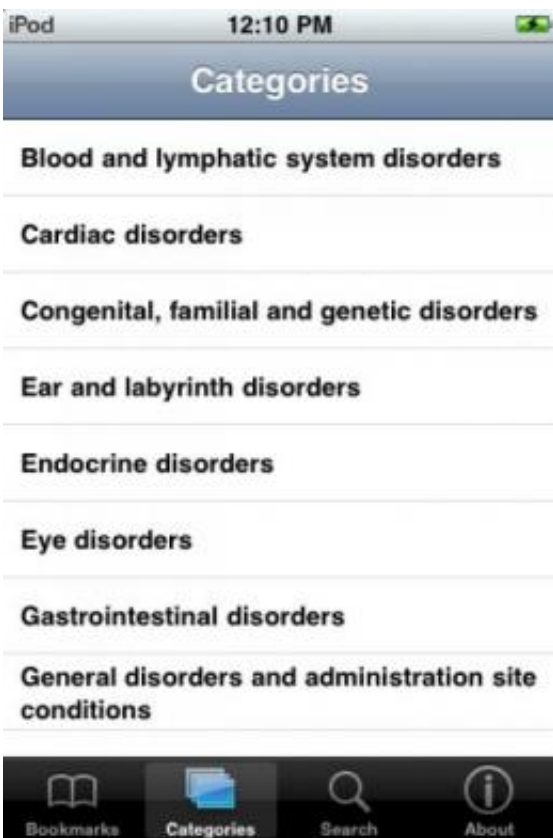 iPod 12:10 PM
Categories
Blood and lymphatic system disorders
Cardiac disorders
Congenital, familial and genetic disorders
Ear and labyrinth disorders
Endocrine disorders
Eye disorders
Gastrointestinal disorders
General disorders and administration site
conditions
Bookmarks Categories Search About